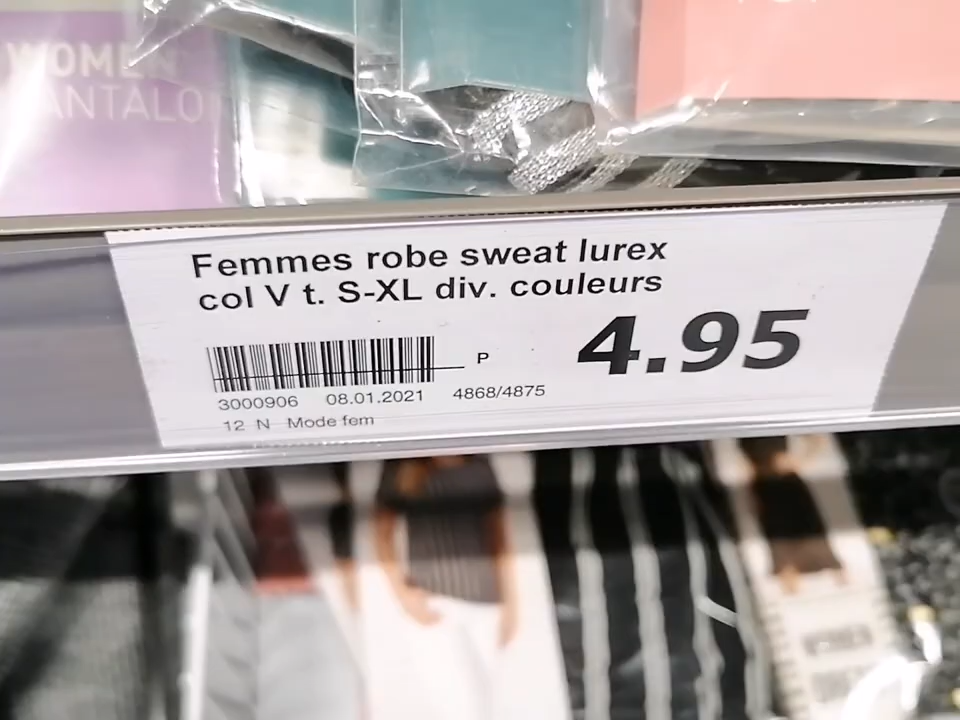 WOMEN
ANTALO
Femmes robe sweat lurex
col V t. S-XL div. couleurs
4.95
P
3000906 08.01.2021 4868/4875
12 N Mode fem